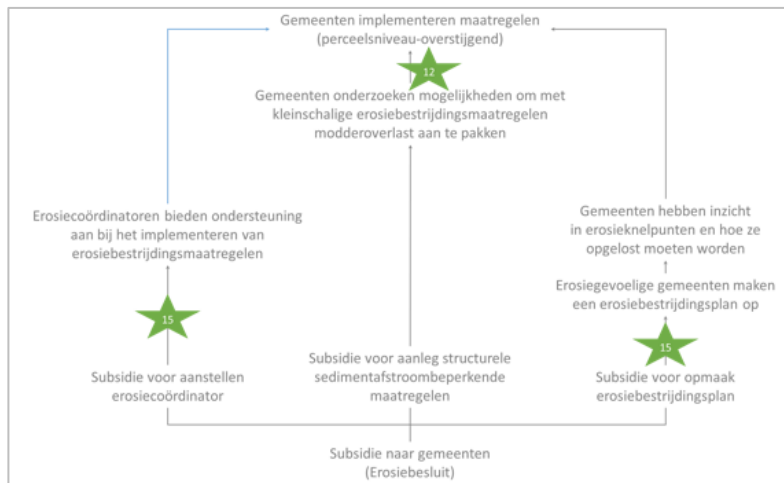 Gemeenten implementeren maatregelen
(perceelsniveau-overstijgend)
12
Gemeenten onderzoeken mogelijkheden om met
kleinschalige erosiebestrijdingsmaatregelen
modderoverlast aan te pakken
Erosiecoördinatoren bieden ondersteuning
aan bij het implementeren van
erosiebestrijdingsmaatregelen
Gemeenten hebben inzicht
in erosieknelpunten en hoe ze
opgelost moeten worden
Erosiegevoelige gemeenten maken
een erosiebestrijdingsplan op
15
15
Subsidie voor aanstellen
erosiecoördinator
Subsidie voor aanleg structurele
sedimentafstroombeperkende
maatregelen
Subsidie voor opmaak
erosiebestrijdingsplan
Subsidie naar gemeenten
(Erosiebesluit)